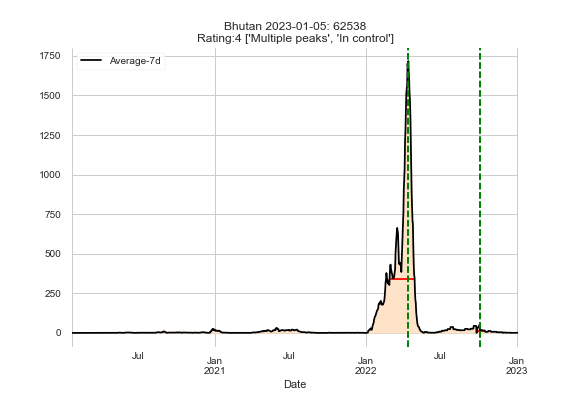 Bhutan 2023-01-05: 62538
Rating:4 ['Multiple peaks', 'In control']
Average-7d
1750
1500
1250
1000
750
500
250
0
Jul
Jan
2021
Jul
Jan
2022
Jul
Jan
2023
Date